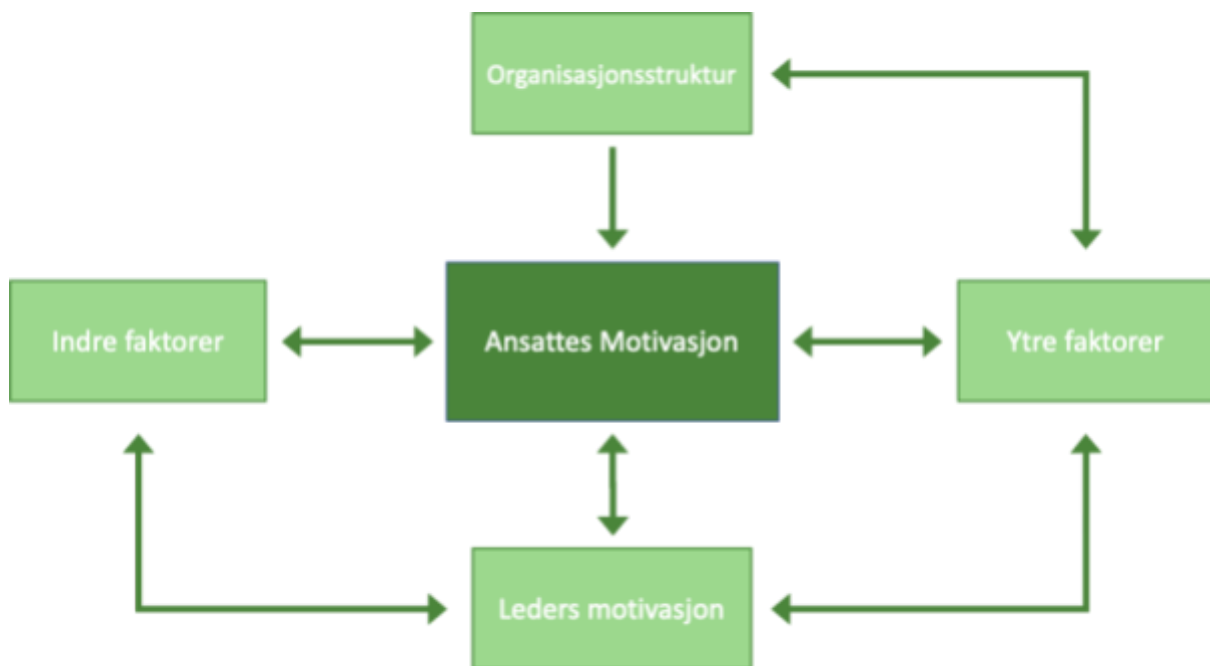 Organisasjonsstruktur
Indre faktorer
Ansattes Motivasjon
Ytre faktorer
Leders motivasjon